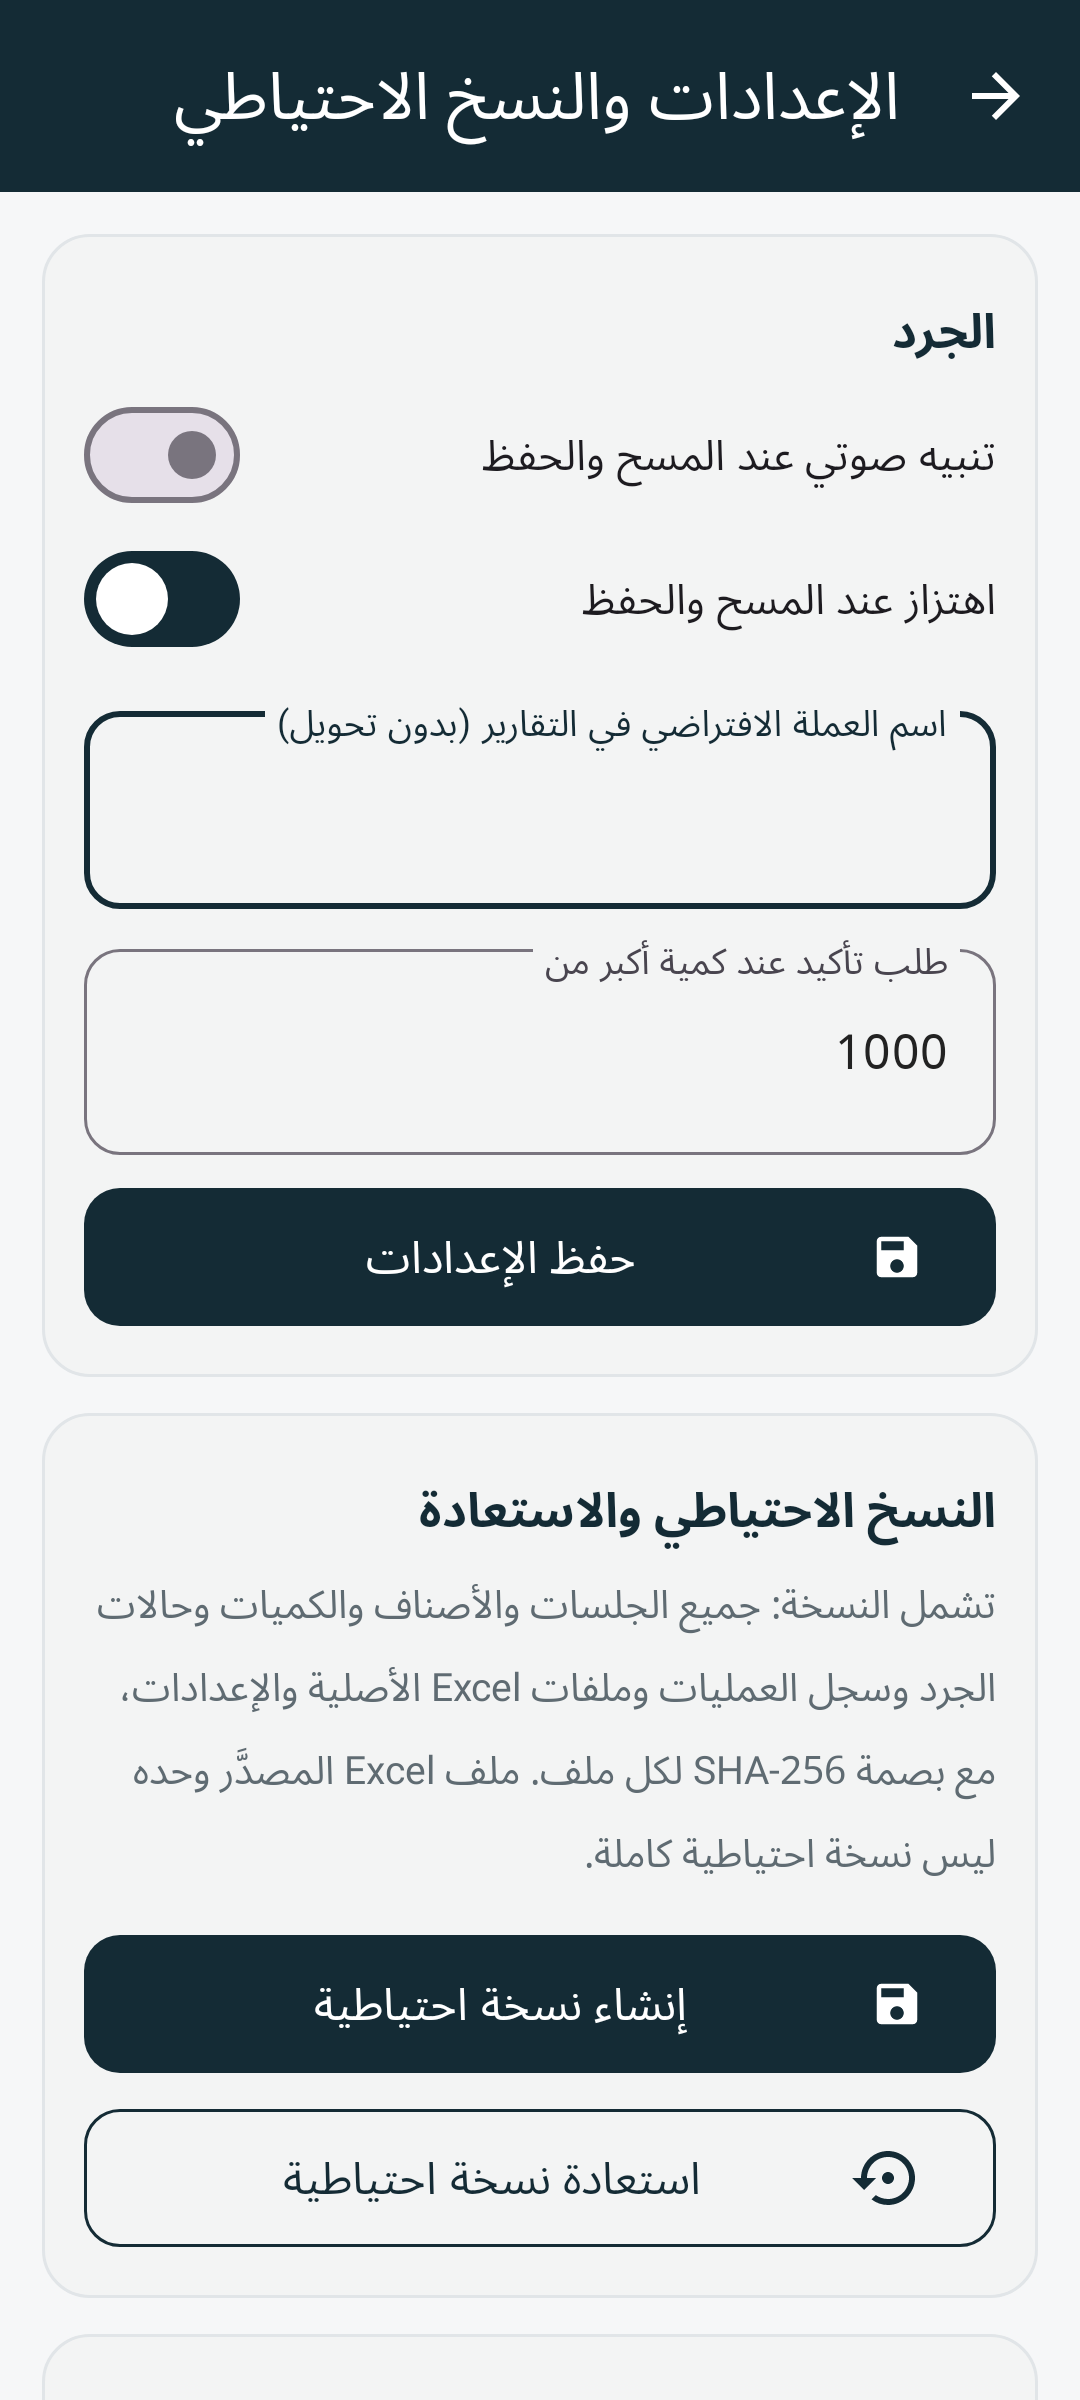 الإعدادات والنسخ الاحتياطي
الجرد
تنبيه صوتي عند المسح والحفظ
اهتزاز عند المسح والحفظ
اسم العملة الافتراضي في التقارير (بدون تحويل)
طلب تأكيد عند كمية أكبر من
1000
حفظ الإعدادات
النسخ الاحتياطي والاستعادة
تشمل النسخة: جميع الجلسات والأصناف والكميات وحالات
الجرد وسجل العمليات وملفات Excel الأصلية والإعدادات،
مع بصمة SHA-256 لكل ملف. ملف Excel المصدَّر وحده
ليس نسخة احتياطية كاملة.
إنشاء نسخة احتياطية
استعادة نسخة احتياطية